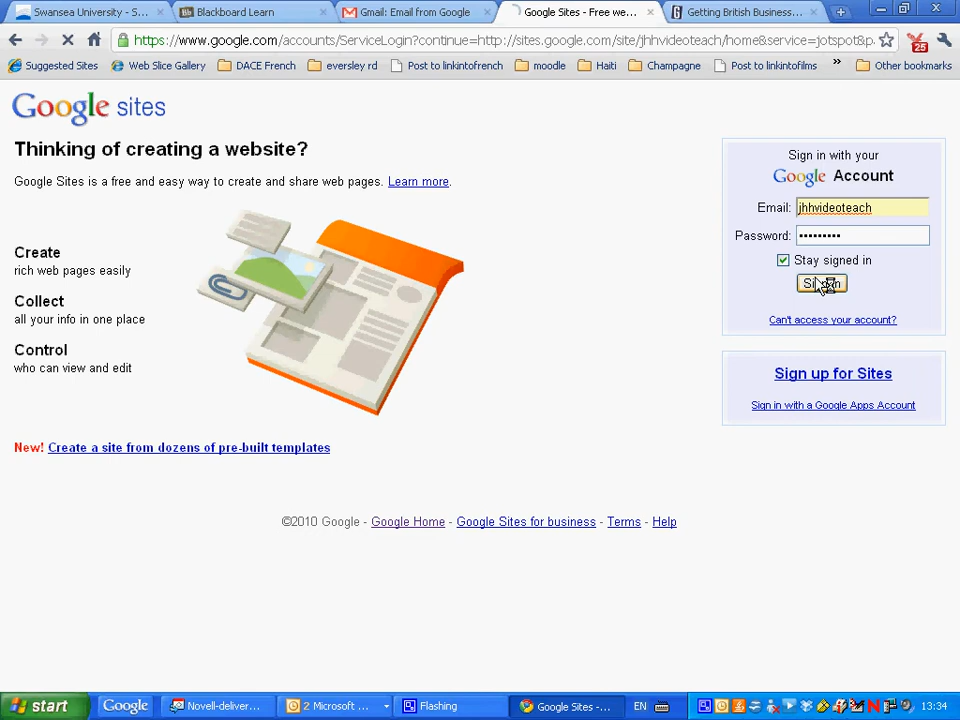 Swansea University - S...
Blackboard Learn
Gmail: Email from Google
Google Sites - Free we...
Getting British Business...
https://www.google.com/accounts/ServiceLogin?continue=http://sites.google.com/site/jhhvideoteach/home&service=jotspot&p.
25
Suggested Sites
Web Slice Gallery
DACE French
eversley rd
Post to linkintofrench
moodle
Haiti
Champagne
Post to linkintofilms
»
Other bookmarks
Google sites
Thinking of creating a website?
Google Sites is a free and easy way to create and share web pages. Learn more.
Create
rich web pages easily
Collect
all your info in one place
Control
who can view and edit
New! Create a site from dozens of pre-built templates
Sign in with your
Google Account
Email: jhhvideoteach
Password: •••••••••
Stay signed in
Can't access your account?
Sign up for Sites
Sign in with a Google Apps Account
©2010 Google - Google Home - Google Sites for business - Terms - Help
start
Google
Novell-deliver...
2 Microsoft ...
Flashing
Google Sites -...
EN
13:34